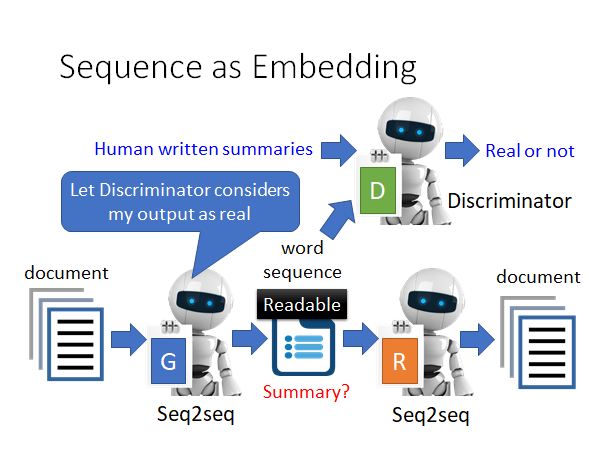 Sequence as Embedding
Human written summaries
Real or not
D
Discriminator
Let Discriminator considers
my output as real
word
sequence
document
document
Readable
G
R
Summary?
Seq2seq
Seq2seq